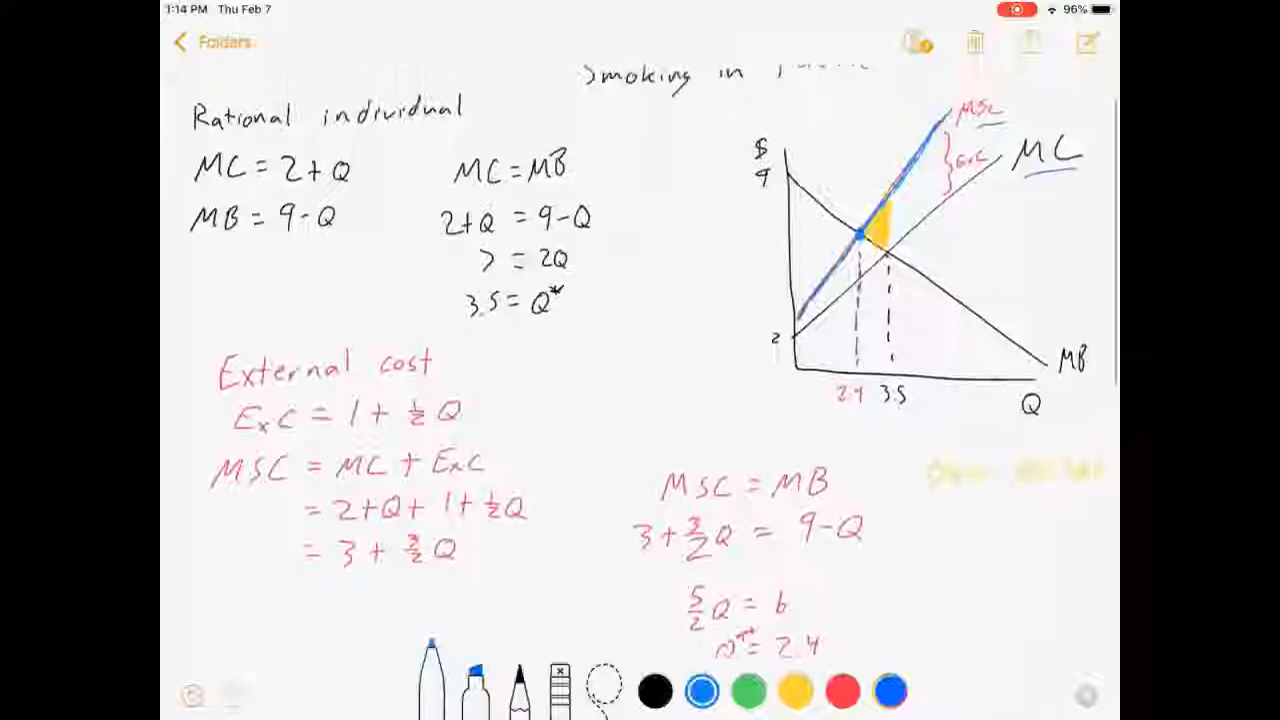 1:14 PM Thu Feb 7
96%
Folders
Smoking in
Rational individual
MC = 2 + Q
MB = 9 - Q
MC = MB
2 + Q = 9 - Q
7 = 2Q
3.5 = Q*
$
9
2
MSC
ExC
MC
MB
2.4 3.5
Q
External cost
ExC = 1 + 1/2 Q
MSC = MC + ExC
= 2 + Q + 1 + 1/2 Q
= 3 + 3/2 Q
MSC = MB
3 + 3/2 Q = 9 - Q
5/2 Q = 6
= 2.4